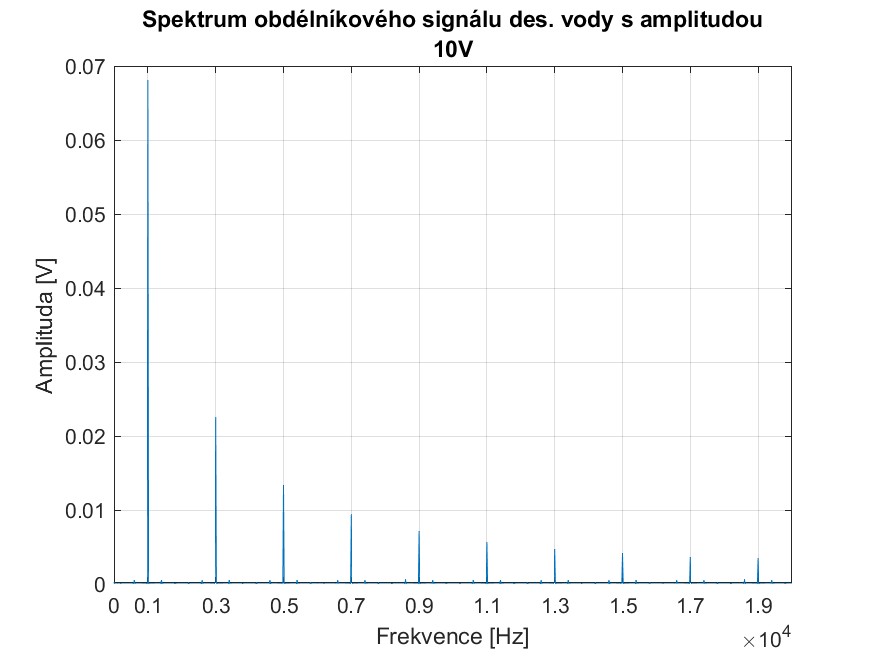 Spektrum obdélníkového signálu des. vody s amplitudou
10V
0.07
0.06
0.05
0.04
0.03
0.02
0.01
0
Amplituda [V]
0 0.1 0.3 0.5 0.7 0.9 1.1 1.3 1.5 1.7 1.9
Frekvence [Hz]
×10⁴